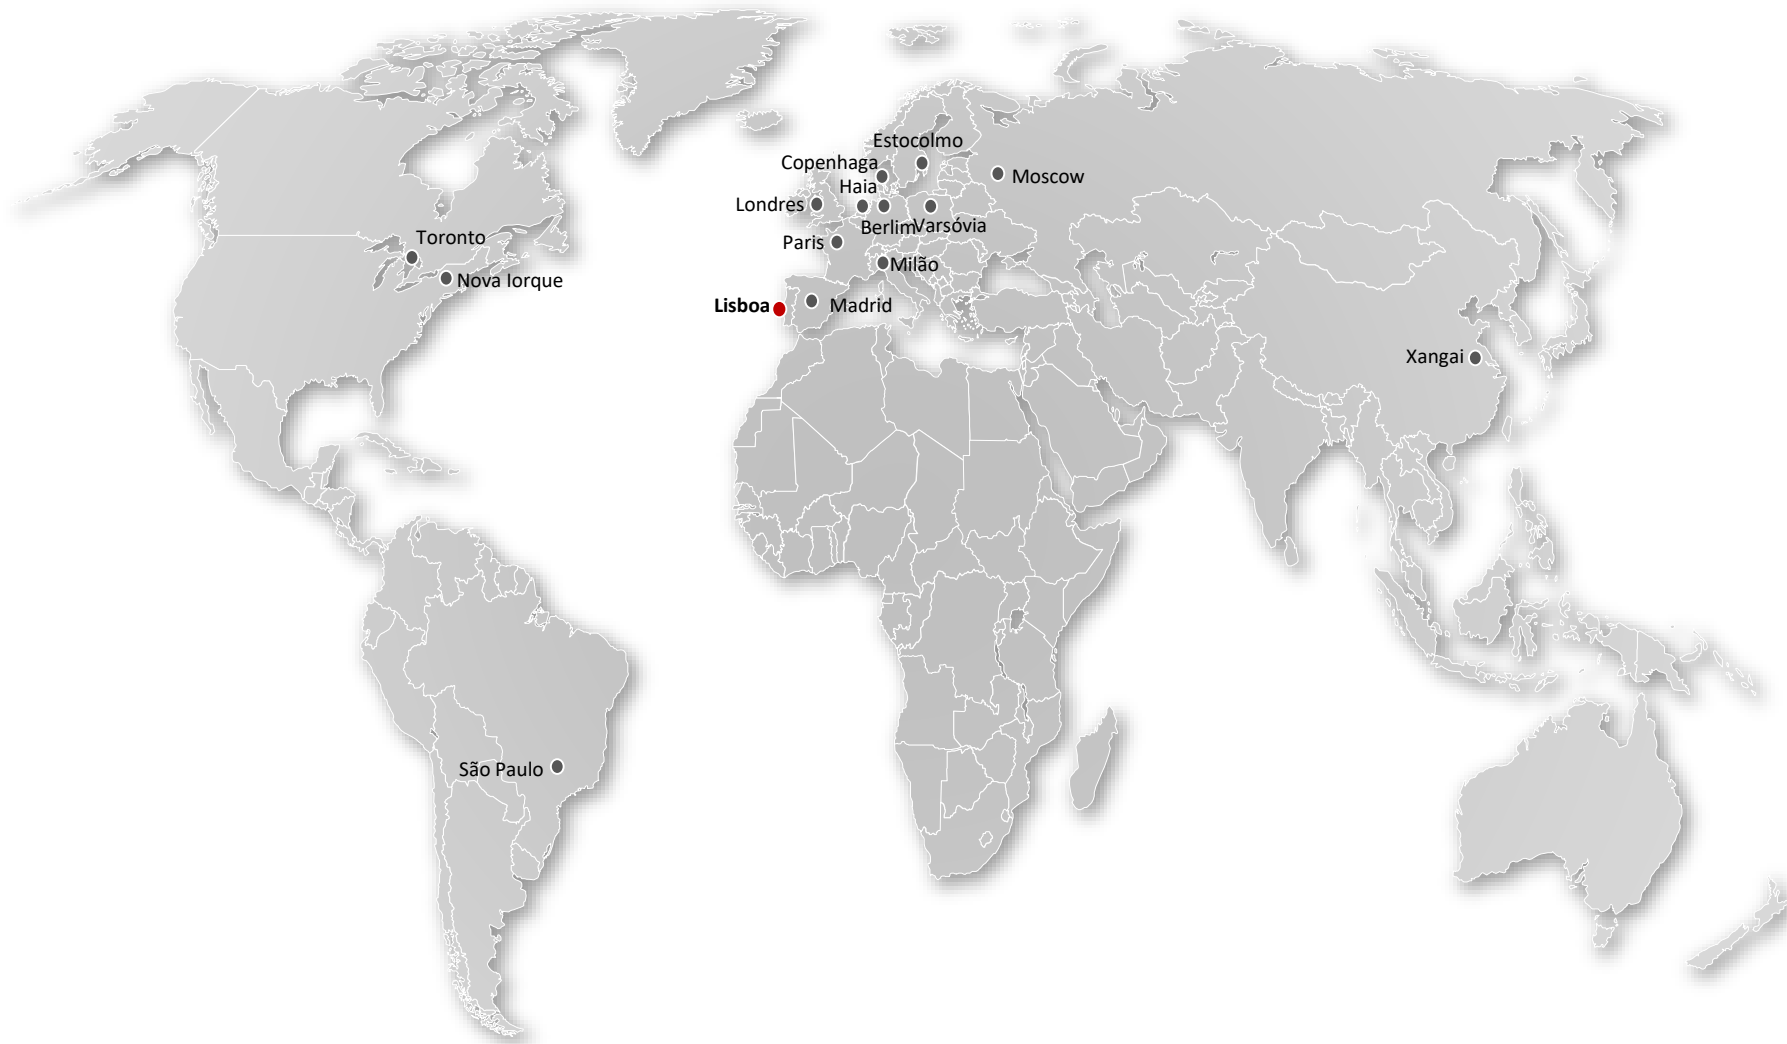 Estocolmo
Copenhaga
Moscow
Haia
Londres
Berlim
Varsóvia
Toronto
Paris
Milão
Nova Iorque
Lisboa
Madrid
Xangai
São Paulo